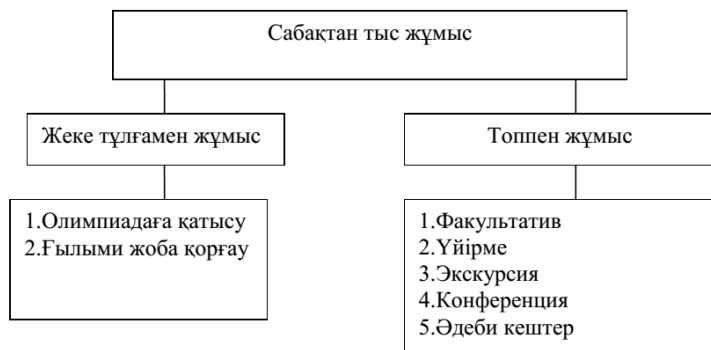 Сабақтан тыс жұмыс
Жеке тұлғамен жұмыс
Топпен жұмыс
1.Олимпиадаға қатысу
2.Ғылыми жоба қорғау
1.Факультатив
2.Үйірме
3.Экскурсия
4.Конференция
5.Әдеби кештер